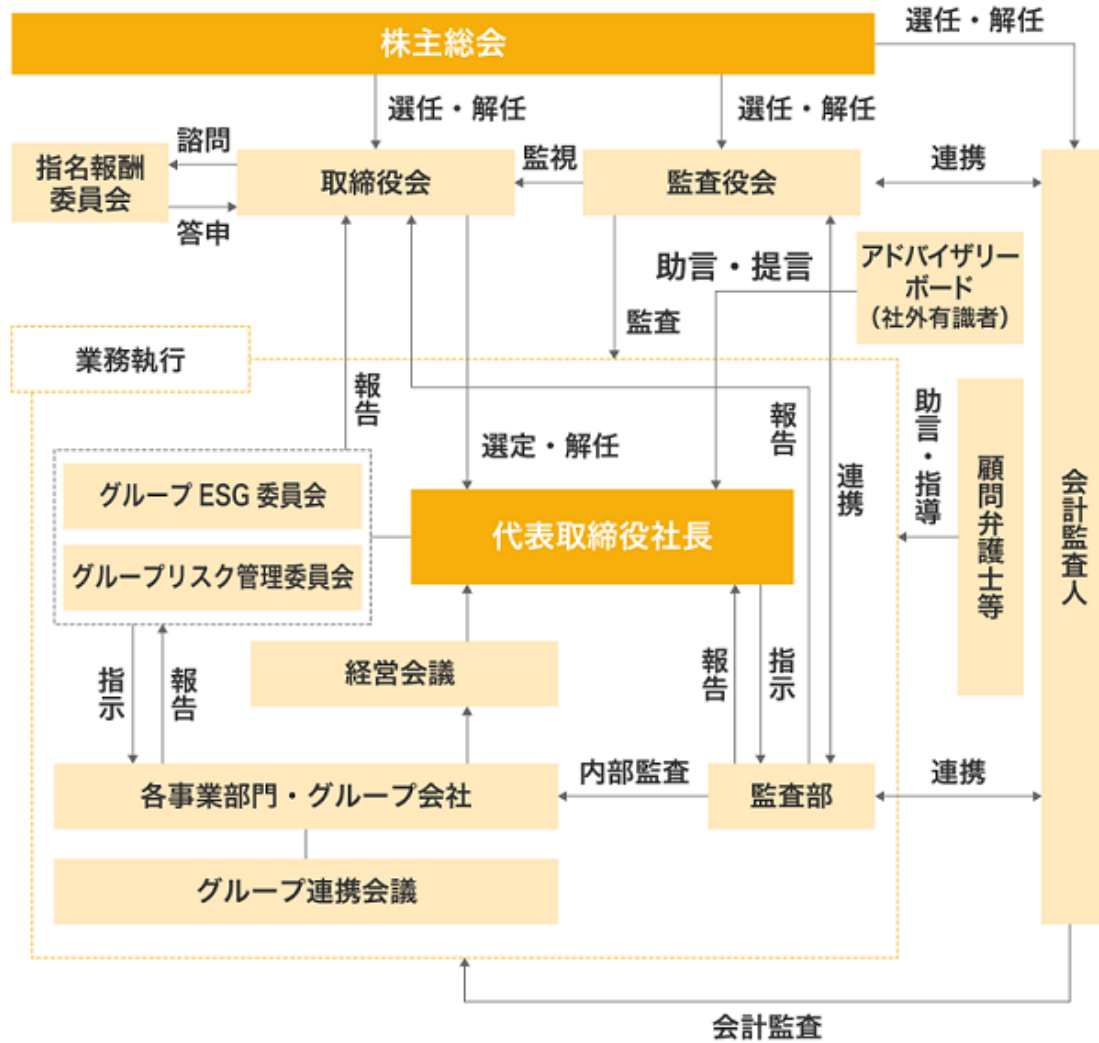 株主総会
選任・解任
選任・解任
選任・解任
諮問
指名報酬
委員会
答申
取締役会
監視
監査役会
連携
助言・提言
アドバイザリー
ボード
（社外有識者）
監査
業務執行
報告
選定・解任
報告
連携
助言・指導
顧問弁護士等
会計監査人
グループ ESG 委員会
グループリスク管理委員会
代表取締役社長
指示
報告
経営会議
報告
指示
各事業部門・グループ会社
内部監査
監査部
連携
グループ連携会議
会計監査